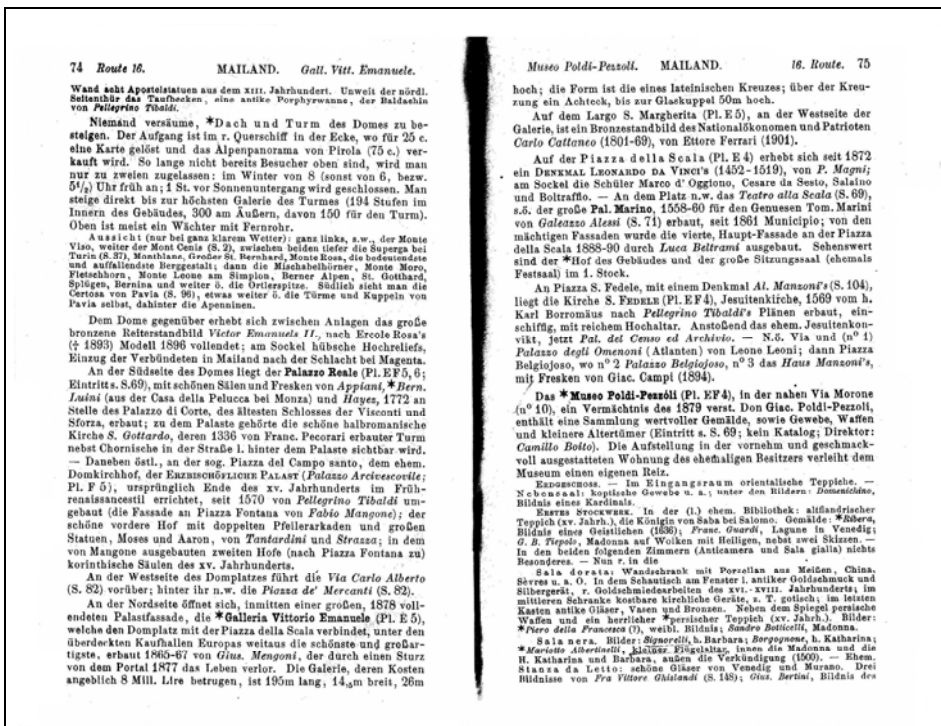 74 Route 16. MAILAND. Gall. Vitt. Emanuele.
Wand acht Apostelstatuen aus dem XIII. Jahrhundert. Unweit der nördl.
Seitenthür das Taufbecken, eine antike Porphyrwanne, der Baldachin
von Pellegrino Tibaldi.
Niemand versäume, *Dach und Turm des Domes zu be-
steigen. Der Aufgang ist im r. Querschiff in der Ecke, wo für 25 c.
eine Karte gelöst und das Alpenpanorama von Pirola (75 c.) ver-
kauft wird. So lange nicht bereits Besucher oben sind, wird man
nur zu zweien zugelassen: im Winter von 8 (sonst von 6, bezw.
5½) Uhr früh an; 1 St. vor Sonnenuntergang wird geschlossen. Man
steige direkt bis zur höchsten Galerie des Turmes (194 Stufen im
Innern des Gebäudes, 300 am Äußern, davon 150 für den Turm).
Oben ist meist ein Wächter mit Fernrohr.
Aussicht (nur bei ganz klarem Wetter): ganz links, s.w., der Monte
Viso, weiter der Mont Cenis (S. 2), zwischen beiden tiefer die Superga bei
Turin (S. 37), Montblanc, Großer St. Bernhard, Monte Rosa, die bedeutendste
und auffallendste Berggestalt; dann die Mischabelhörner, Monte Moro,
Fletschhorn, Monte Leone am Simplon, Berner Alpen, St. Gotthard,
Splügen, Bernina und weiter ö. die Ortlerspitze. Südlich sieht man die
Certosa von Pavia (S. 96), etwas weiter ö. die Türme und Kuppeln von
Pavia selbst, dahinter die Apenninen.
Dem Dome gegenüber erhebt sich zwischen Anlagen das große
bronzene Reiterstandbild Victor Emanuels II., nach Ercole Rosa's
(† 1893) Modell 1896 vollendet; am Sockel hübsche Hochreliefs,
Einzug der Verbündeten in Mailand nach der Schlacht bei Magenta.
An der Südseite des Domes liegt der Palazzo Reale (Pl. EF 5, 6;
Eintritt s. S.69), mit schönen Sälen und Fresken von Appiani, *Bern.
Luini (aus der Casa della Pelucca bei Monza) und Hayez, 1772 an
Stelle des Palazzo di Corte, des ältesten Schlosses der Visconti und
Sforza, erbaut; zu dem Palaste gehörte die schöne halbromanische
Kirche S. Gottardo, deren 1336 von Franc. Pecorari erbauter Turm
nebst Chornische in der Straße l. hinter dem Palaste sichtbar wird.
— Daneben östl., an der sog. Piazza del Campo santo, dem ehem.
Domkirchhof, der ERZBISCHÖFLICHE PALAST (Palazzo Arcivescovile;
Pl. F 5), ursprünglich Ende des XV. Jahrhunderts im Früh-
renaissancestil errichtet, seit 1570 von Pellegrino Tibaldi um-
gebaut (die Fassade an Piazza Fontana von Fabio Mangone); der
schöne vordere Hof mit doppelten Pfeilerarkaden und großen
Statuen, Moses und Aaron, von Tantardini und Strazza; in dem
von Mangone ausgebauten zweiten Hofe (nach Piazza Fontana zu)
korinthische Säulen des XV. Jahrhunderts.
An der Westseite des Domplatzes führt die Via Carlo Alberto
(S. 82) vorüber; hinter ihr n.w. die Piazza de' Mercanti (S. 82).
An der Nordseite öffnet sich, inmitten einer großen, 1878 voll-
endeten Palastfassade, die *Galleria Vittorio Emanuele (Pl. E 5),
welche den Domplatz mit der Piazza della Scala verbindet, unter den
überdeckten Kaufhallen Europas weitaus die schönste und großar-
tigste, erbaut 1865-67 von Gius. Mengoni, der durch einen Sturz
von dem Portal 1877 das Leben verlor. Die Galerie, deren Kosten
angeblich 8 Mill. Lire betrugen, ist 195m lang, 14,5m breit, 26m
Museo Poldi-Pezzoli. MAILAND. 16. Route. 75
hoch; die Form ist die eines lateinischen Kreuzes; über der Kreu-
zung ein Achteck, bis zur Glaskuppel 50m hoch.
Auf dem Largo S. Margherita (Pl. E 5), an der Westseite der
Galerie, ist ein Bronzestandbild des Nationalökonomen und Patrioten
Carlo Cattaneo (1801-69), von Ettore Ferrari (1901).
Auf der Piazza della Scala (Pl. E 4) erhebt sich seit 1872
ein DENKMAL LEONARDO DA VINCI'S (1452-1519), von P. Magni;
am Sockel die Schüler Marco d' Oggiono, Cesare da Sesto, Salaino
und Boltraffio. — An dem Platz n.w. das Teatro alla Scala (S. 69),
s.ö. der große Pal. Marino, 1558-60 für den Genuesen Tom. Marini
von Galeazzo Alessi (S. 71) erbaut, seit 1861 Municipio; von den
mächtigen Fassaden wurde die vierte, Haupt-Fassade an der Piazza
della Scala 1888-90 durch Luca Beltrami ausgebaut. Sehenswert
sind der *Hof des Gebäudes und der große Sitzungssaal (ehemals
Festsaal) im 1. Stock.
An Piazza S. Fedele, mit einem Denkmal Al. Manzoni's (S. 104),
liegt die Kirche S. FEDELE (Pl. EF 4), Jesuitenkirche, 1569 vom h.
Karl Borromäus nach Pellegrino Tibaldi's Plänen erbaut, ein-
schiffig, mit reichem Hochaltar. Anstoßend das ehem. Jesuitenkon-
vikt, jetzt Pal. del Censo ed Archivio. — N.ö. Via und (nº 1)
Palazzo degli Omenoni (Atlanten) von Leone Leoni; dann Piazza
Belgiojoso, wo nº 2 Palazzo Belgiojoso, nº 3 das Haus Manzoni's,
mit Fresken von Giac. Campi (1894).
Das *Museo Poldi-Pezzóli (Pl. EF 4), in der nahen Via Morone
(nº 10), ein Vermächtnis des 1879 verst. Don Giac. Poldi-Pezzoli,
enthält eine Sammlung wertvoller Gemälde, sowie Gewebe, Waffen
und kleinere Altertümer (Eintritt s. S. 69; kein Katalog; Direktor:
Camillo Boito). Die Aufstellung in der vornehm und geschmack-
voll ausgestatteten Wohnung des ehemaligen Besitzers verleiht dem
Museum einen eigenen Reiz.
ERDGESCHOSS. — Im Eingangsraum orientalische Teppiche. —
Nebensaal: koptische Gewebe u. a.; unter den Bildern: Domenichino,
Bildnis eines Kardinals.
ERSTES STOCKWERK. In der (l.) ehem. Bibliothek: altflandrischer
Teppich (XV. Jahrh.), die Königin von Saba bei Salomo. Gemälde: *Ribera,
Bildnis eines Geistlichen (1636); Franc. Guardi, Lagune in Venedig;
G. B. Tiepolo, Madonna auf Wolken mit Heiligen, nebst zwei Skizzen. —
In den beiden folgenden Zimmern (Anticamera und Sala gialla) nichts
Besonderes. — Nun r. in die
Sala dorata: Wandschrank mit Porzellan aus Meißen, China,
Sèvres u. a. O. In dem Schautisch am Fenster l. antiker Goldschmuck und
Silbergerät, r. Goldschmiedearbeiten des XVI.-XVIII. Jahrhunderts; im
mittleren Schranke kostbare kirchliche Geräte, z. T. gotisch; im letzten
Kasten antike Gläser, Vasen und Bronzen. Neben dem Spiegel persische
Waffen und ein herrlicher *persischer Teppich (XV. Jahrh.). Bilder:
*Piero della Francesca (?), weibl. Bildnis; Sandro Botticelli, Madonna.
Sala nera. Bilder: Signorelli, h. Barbara; Borgognone, h. Katharina;
*Mariotto Albertinelli, kleiner Flügelaltar, innen die Madonna und die
H. Katharina und Barbara, außen die Verkündigung (1500). — Ehem.
Stanza da Letto: schöne Gläser von Venedig und Murano. Drei
Bildnisse von Fra Vittore Ghislandi (S. 148); Gius. Bertini, Bildnis des